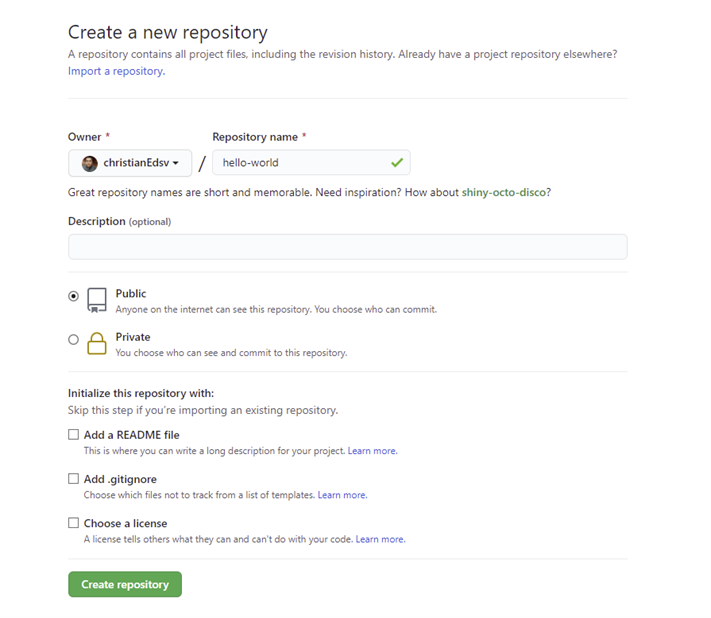 Create a new repository
A repository contains all project files, including the revision history. Already have a project repository elsewhere?
Import a repository.
Owner *
Repository name *
christianEdsv
/
hello-world
Great repository names are short and memorable. Need inspiration? How about shiny-octo-disco?
Description (optional)
Public
Anyone on the internet can see this repository. You choose who can commit.
Private
You choose who can see and commit to this repository.
Initialize this repository with:
Skip this step if you're importing an existing repository.
Add a README file
This is where you can write a long description for your project. Learn more.
Add .gitignore
Choose which files not to track from a list of templates. Learn more.
Choose a license
A license tells others what they can and can't do with your code. Learn more.
Create repository